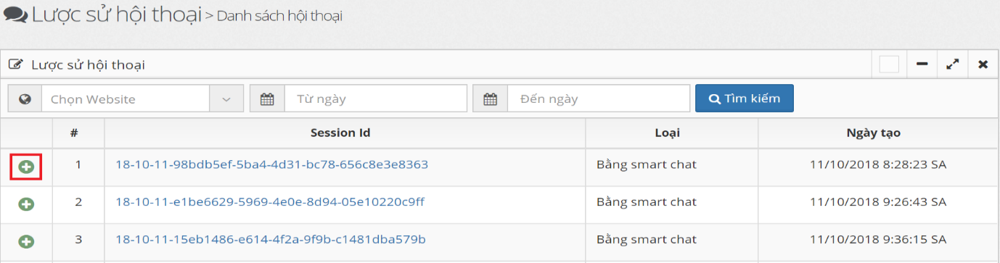 Lược sử hội thoại > Danh sách hội thoại
Lược sử hội thoại
Chọn Website Từ ngày Đến ngày Tìm kiếm
# Session Id Loại Ngày tạo
1 18-10-11-98bdb5ef-5ba4-4d31-bc78-656c8e3e8363 Bằng smart chat 11/10/2018 8:28:23 SA
2 18-10-11-e1be6629-5969-4e0e-8d94-05e10220c9ff Bằng smart chat 11/10/2018 9:26:43 SA
3 18-10-11-15eb1486-e614-4f2a-9f9b-c1481dba579b Bằng smart chat 11/10/2018 9:36:15 SA